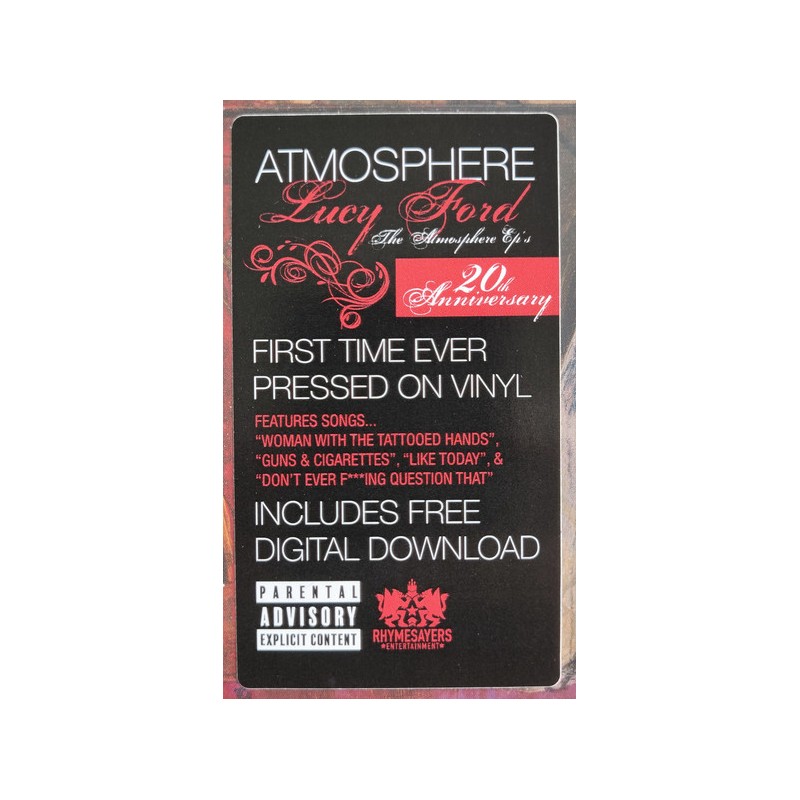 ATMOSPHERE
Lucy Ford
The Atmosphere Ep's
20th
Anniversary
FIRST TIME EVER
PRESSED ON VINYL
FEATURES SONGS...
"WOMAN WITH THE TATTOOED HANDS",
"GUNS & CIGARETTES", "LIKE TODAY", &
"DON'T EVER F***ING QUESTION THAT"
INCLUDES FREE
DIGITAL DOWNLOAD
PARENTAL
ADVISORY
EXPLICIT CONTENT
RHYMESAYERS
ENTERTAINMENT